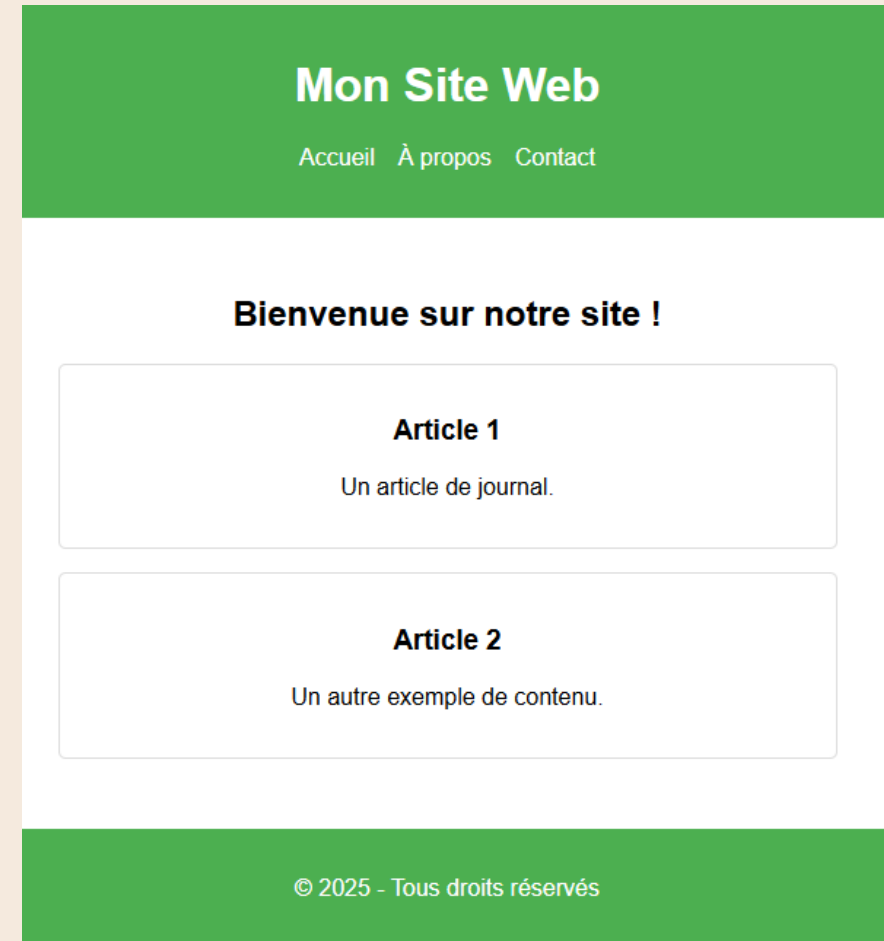 Mon Site Web
Accueil À propos Contact
Bienvenue sur notre site !
Article 1
Un article de journal.
Article 2
Un autre exemple de contenu.
© 2025 - Tous droits réservés